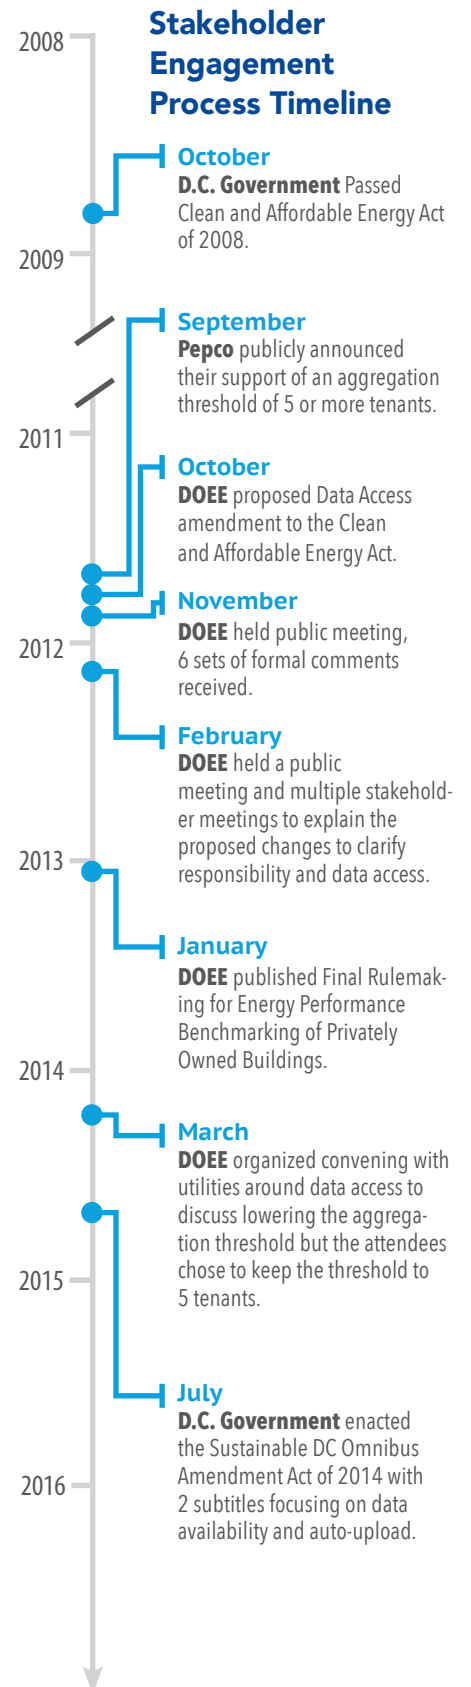 Stakeholder
Engagement
Process Timeline
2008
October
D.C. Government Passed
Clean and Affordable Energy Act
of 2008.
2009
September
Pepco publicly announced
their support of an aggregation
threshold of 5 or more tenants.
2011
October
DOEE proposed Data Access
amendment to the Clean
and Affordable Energy Act.
November
DOEE held public meeting,
6 sets of formal comments
received.
2012
February
DOEE held a public
meeting and multiple stakehold-
er meetings to explain the
proposed changes to clarify
responsibility and data access.
2013
January
DOEE published Final Rulemak-
ing for Energy Performance
Benchmarking of Privately
Owned Buildings.
2014
March
DOEE organized convening with
utilities around data access to
discuss lowering the aggrega-
tion threshold but the attendees
chose to keep the threshold to
5 tenants.
2015
July
D.C. Government enacted
the Sustainable DC Omnibus
Amendment Act of 2014 with
2 subtitles focusing on data
availability and auto-upload.
2016